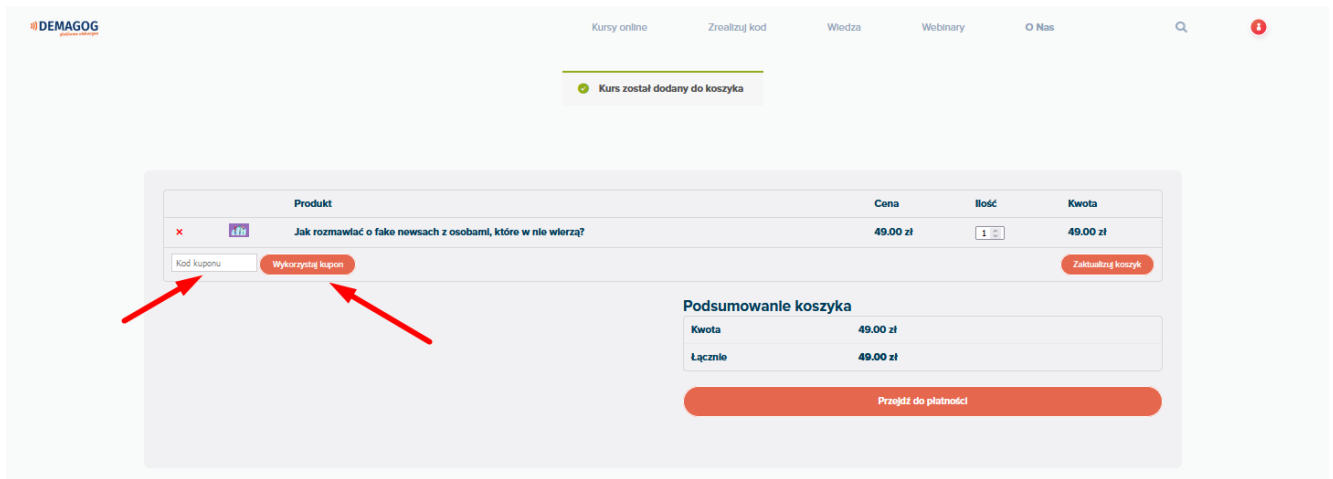 DEMAGOG
platforma edukacyjna
Kursy online Zrealizuj kod Wiedza Webinary O Nas
Kurs został dodany do koszyka
Produkt Cena Ilość Kwota
× Jak rozmawiać o fake newsach z osobami, które w nie wierzą? 49.00 zł 1 49.00 zł
Kod kuponu Wykorzystaj kupon Zaktualizuj koszyk
Podsumowanie koszyka
Kwota 49.00 zł
Łącznie 49.00 zł
Przejdź do płatności